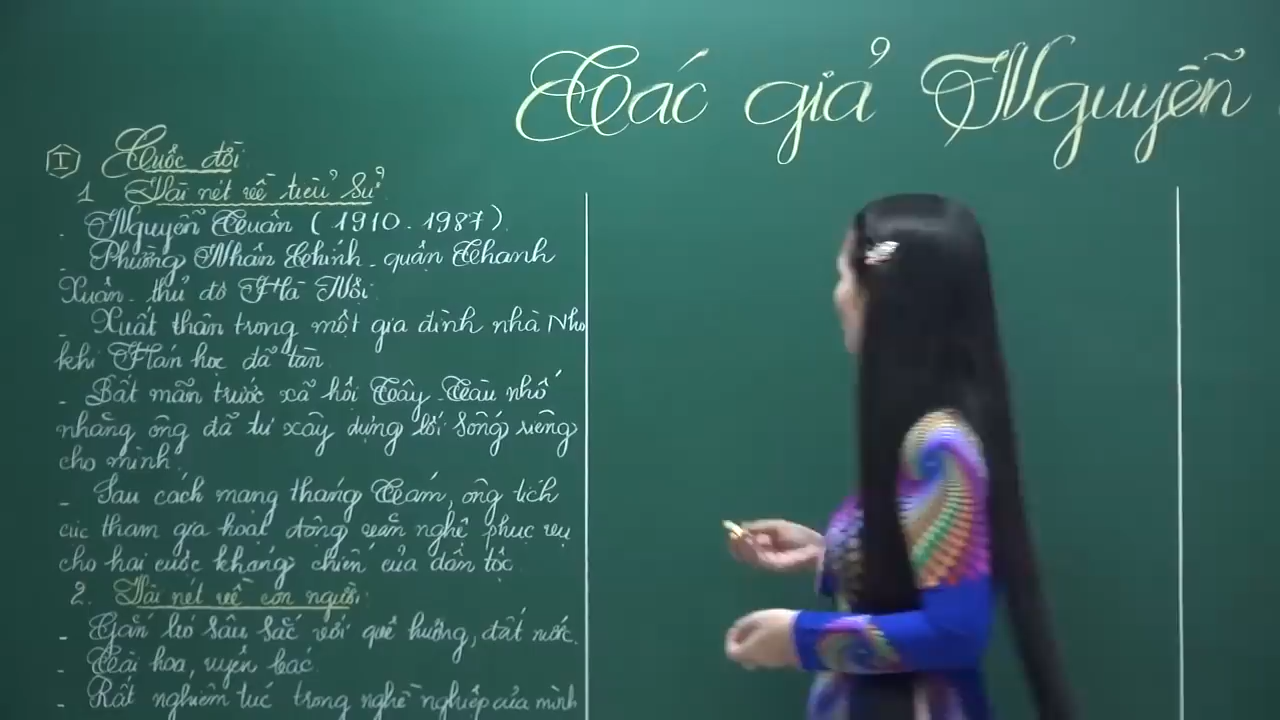 Tác giả Nguyễn
I Cuộc đời
1 Vài nét về tiểu sử
- Nguyễn Tuân (1910 - 1987)
- Phường Nhân Chính - quận Thanh
Xuân - thủ đô Hà Nội
- Xuất thân trong một gia đình nhà Nho
khi Hán học đã tàn
- Bất mãn trước xã hội Tây-Tàu nhố
nhăng ông đã tự xây dựng lối sống riêng
cho mình.
- Sau cách mạng tháng Tám, ông tích
cực tham gia hoạt động văn nghệ phục vụ
cho hai cuộc kháng chiến của dân tộc
2. Vài nét về con người:
- Gắn bó sâu sắc với quê hương, đất nước.
- Tài hoa, uyên bác
- Rất nghiêm túc trong nghề nghiệp của mình